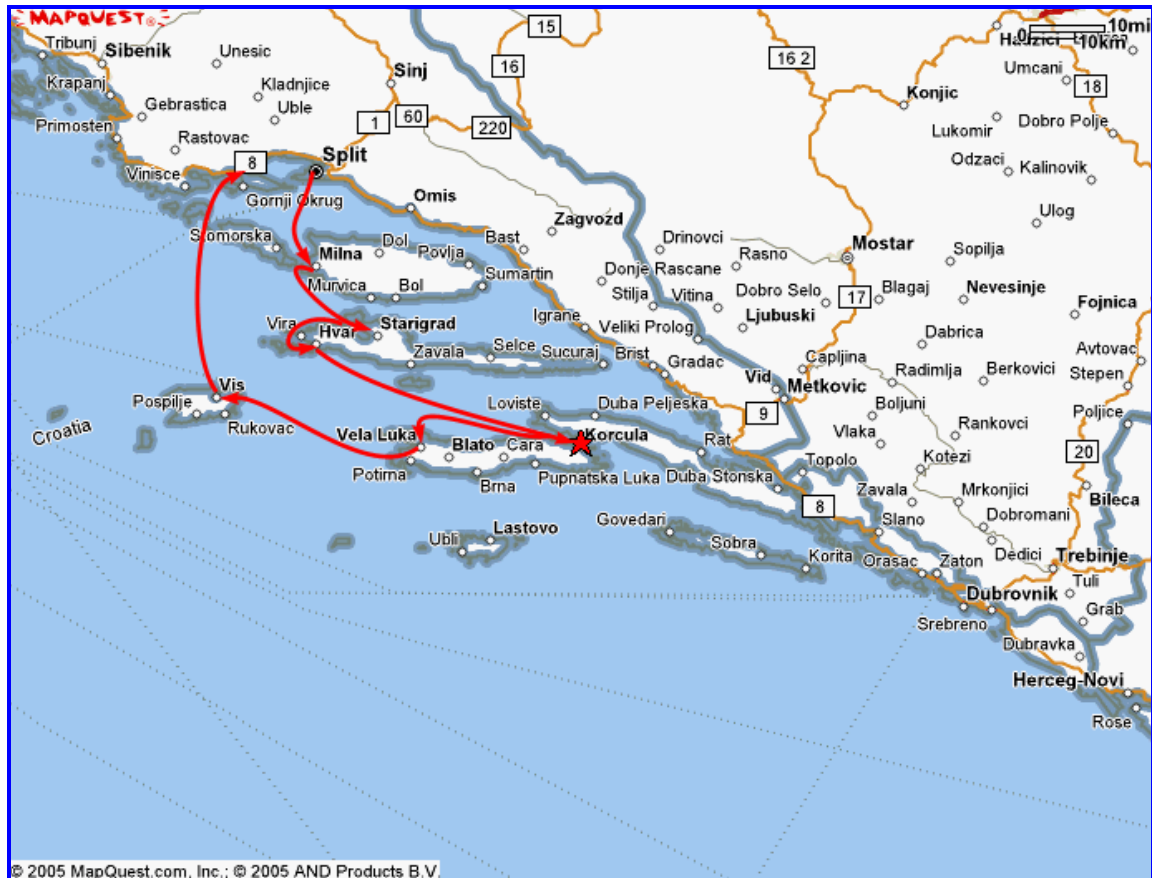 MAPQUEST®
15
0 10mi
10km
Tribunj
Sibenik
Unesic
16
16 2
Umcani
Krapanj
Kladnjice
Sinj
18
Gebrastica
Uble
1
60
220
Konjic
Lukomir
Dobro Polje
Primosten
Rastovac
Split
8
Odzaci
Kalinovik
Vinisce
Gornji Okrug
Omis
Zagvozd
Ulog
Stomorska
Milna
Dol
Povlja
Bast
Drinovci
Rasno
Mostar
Sopilja
Murvica
Bol
Sumartin
Donje Rascane
Stilja
Vitina
Dobro Selo
17
Blagaj
Nevesinje
Fojnica
Vira
Hvar
Starigrad
Igrane
Veliki Prolog
Ljubuski
Dabrica
Zavala
Selce
Sucuraj
Brist
Gradac
Capljina
Radimlja
Berkovici
Avtovac
Stepen
Vis
Pospilje
Rukovac
Vid
Metkovic
Boljuni
Poljice
Croatia
Loviste
Duba Peljeska
9
Rankovci
Vela Luka
Blato
Cara
Korcula
Rat
Vlaka
20
Potirna
Brna
Pupnatska Luka
Duba Stonska
Topolo
Kotezi
Zavala
Mrkonjici
Bileca
Ubli
Lastovo
Govedari
8
Slano
Dobromani
Sobra
Korita
Orasac
Zaton
Dedici
Trebinje
Tuli
Dubrovnik
Grab
Srebreno
Dubravka
Herceg-Novi
Rose
© 2005 MapQuest.com, Inc.; © 2005 AND Products B.V.